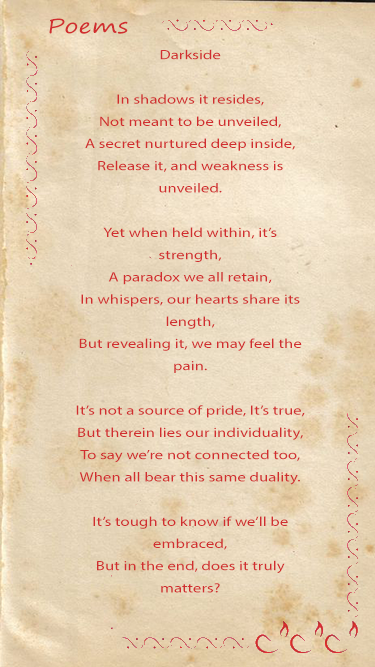 Poems
Darkside
In shadows it resides,
Not meant to be unveiled,
A secret nurtured deep inside,
Release it, and weakness is
unveiled.
Yet when held within, it’s
strength,
A paradox we all retain,
In whispers, our hearts share its
length,
But revealing it, we may feel the
pain.
It’s not a source of pride, It’s true,
But therein lies our individuality,
To say we’re not connected too,
When all bear this same duality.
It’s tough to know if we’ll be
embraced,
But in the end, does it truly
matters?